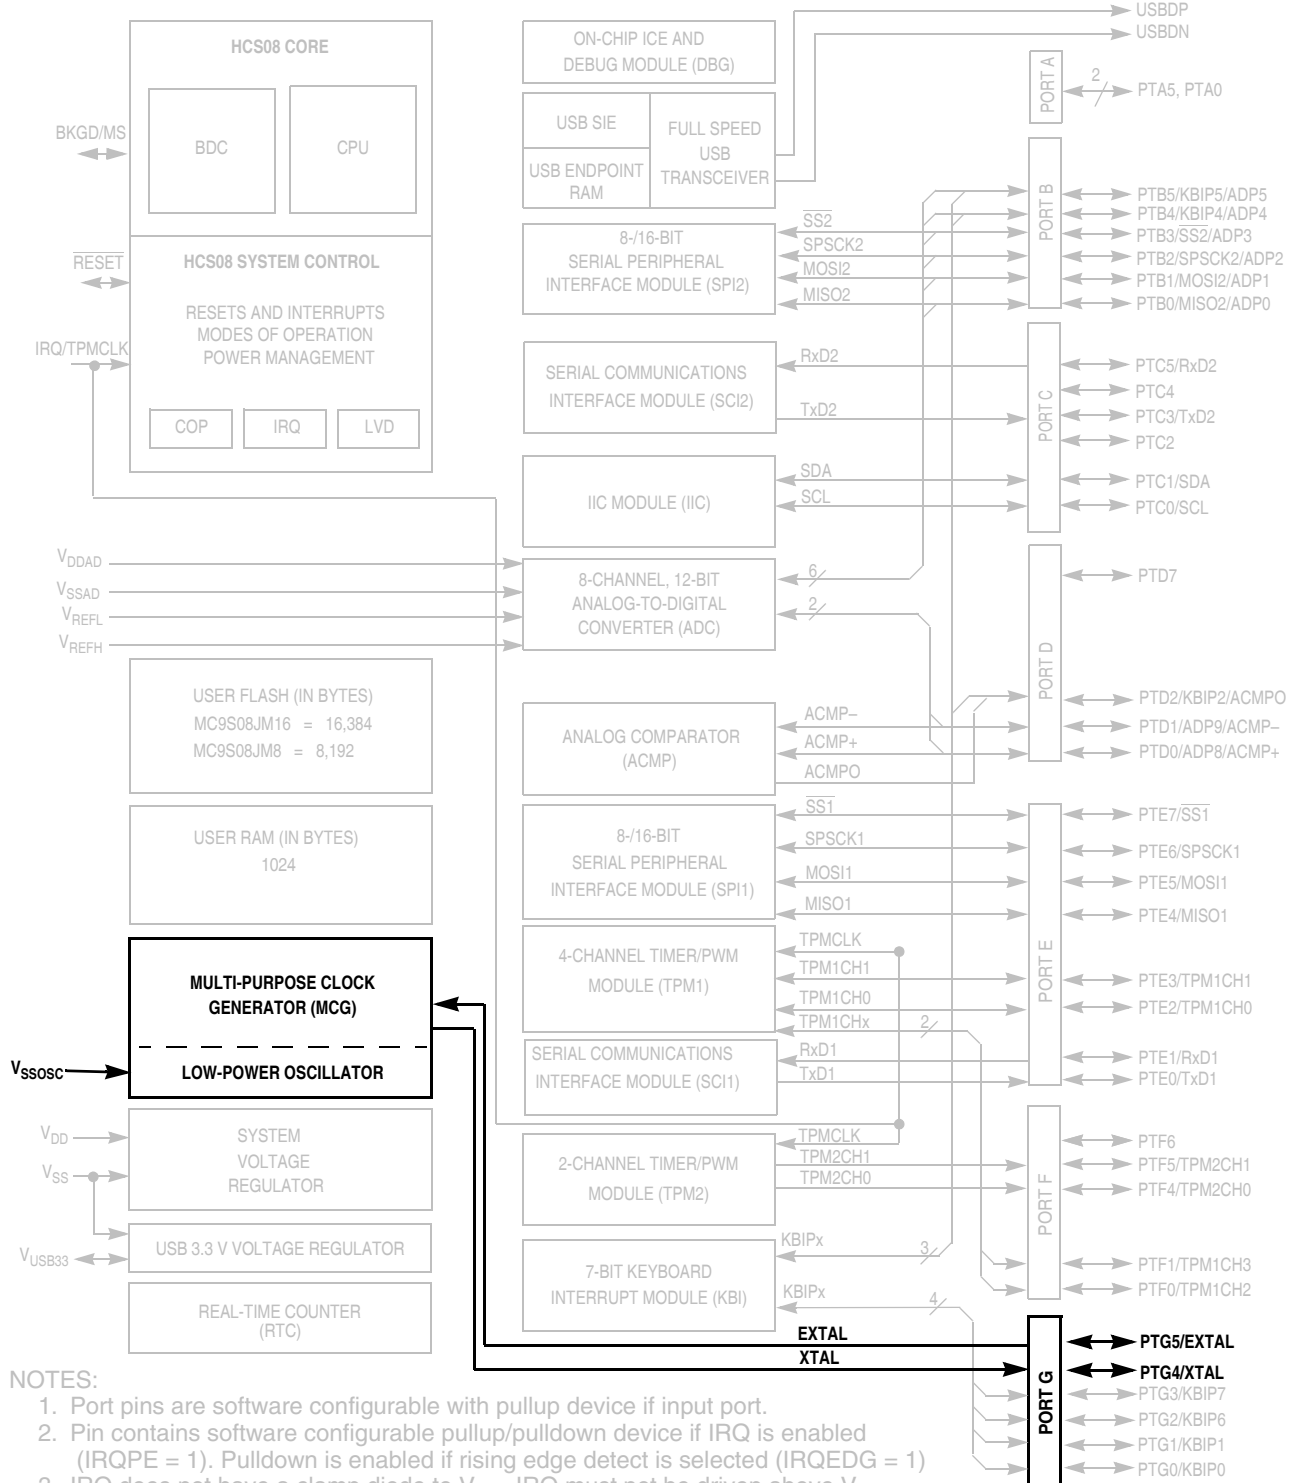 USBDP
USBDN
HCS08 CORE
BDC
CPU
BKGD/MS
RESET
HCS08 SYSTEM CONTROL
RESETS AND INTERRUPTS
MODES OF OPERATION
POWER MANAGEMENT
IRQ/TPMCLK
COP
IRQ
LVD
VDDAD
VSSAD
VREFL
VREFH
USER FLASH (IN BYTES)
MC9S08JM16 = 16,384
MC9S08JM8 = 8,192
USER RAM (IN BYTES)
1024
MULTI-PURPOSE CLOCK
GENERATOR (MCG)
LOW-POWER OSCILLATOR
VSSOSC
VDD
VSS
SYSTEM
VOLTAGE
REGULATOR
VUSB33
USB 3.3 V VOLTAGE REGULATOR
REAL-TIME COUNTER
(RTC)
ON-CHIP ICE AND
DEBUG MODULE (DBG)
USB SIE
USB ENDPOINT
RAM
FULL SPEED
USB
TRANSCEIVER
8-/16-BIT
SERIAL PERIPHERAL
INTERFACE MODULE (SPI2)
SS2
SPSCK2
MOSI2
MISO2
SERIAL COMMUNICATIONS
INTERFACE MODULE (SCI2)
RxD2
TxD2
IIC MODULE (IIC)
SDA
SCL
8-CHANNEL, 12-BIT
ANALOG-TO-DIGITAL
CONVERTER (ADC)
6
2
ANALOG COMPARATOR
(ACMP)
ACMP–
ACMP+
ACMPO
8-/16-BIT
SERIAL PERIPHERAL
INTERFACE MODULE (SPI1)
SS1
SPSCK1
MOSI1
MISO1
4-CHANNEL TIMER/PWM
MODULE (TPM1)
TPMCLK
TPM1CH1
TPM1CH0
TPM1CHx
2
SERIAL COMMUNICATIONS
INTERFACE MODULE (SCI1)
RxD1
TxD1
2-CHANNEL TIMER/PWM
MODULE (TPM2)
TPMCLK
TPM2CH1
TPM2CH0
7-BIT KEYBOARD
INTERRUPT MODULE (KBI)
KBIPx
3
KBIPx
4
EXTAL
XTAL
PORT A
2
PTA5, PTA0
PORT B
PTB5/KBIP5/ADP5
PTB4/KBIP4/ADP4
PTB3/SS2/ADP3
PTB2/SPSCK2/ADP2
PTB1/MOSI2/ADP1
PTB0/MISO2/ADP0
PORT C
PTC5/RxD2
PTC4
PTC3/TxD2
PTC2
PTC1/SDA
PTC0/SCL
PORT D
PTD7
PTD2/KBIP2/ACMPO
PTD1/ADP9/ACMP–
PTD0/ADP8/ACMP+
PORT E
PTE7/SS1
PTE6/SPSCK1
PTE5/MOSI1
PTE4/MISO1
PTE3/TPM1CH1
PTE2/TPM1CH0
PTE1/RxD1
PTE0/TxD1
PORT F
PTF6
PTF5/TPM2CH1
PTF4/TPM2CH0
PTF1/TPM1CH3
PTF0/TPM1CH2
PORT G
PTG5/EXTAL
PTG4/XTAL
PTG3/KBIP7
PTG2/KBIP6
PTG1/KBIP1
PTG0/KBIP0
NOTES:
1. Port pins are software configurable with pullup device if input port.
2. Pin contains software configurable pullup/pulldown device if IRQ is enabled
(IRQPE = 1). Pulldown is enabled if rising edge detect is selected (IRQEDG = 1)
3. IRQ does not have a clamp diode to V IRQ must not be driven above V